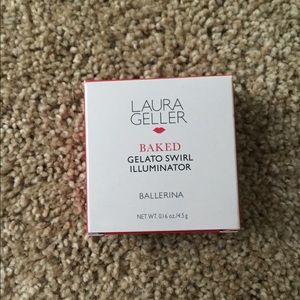 LAURA
GELLER
BAKED
GELATO SWIRL
ILLUMINATOR
BALLERINA
NET WT. 0.16 oz./4.5 g